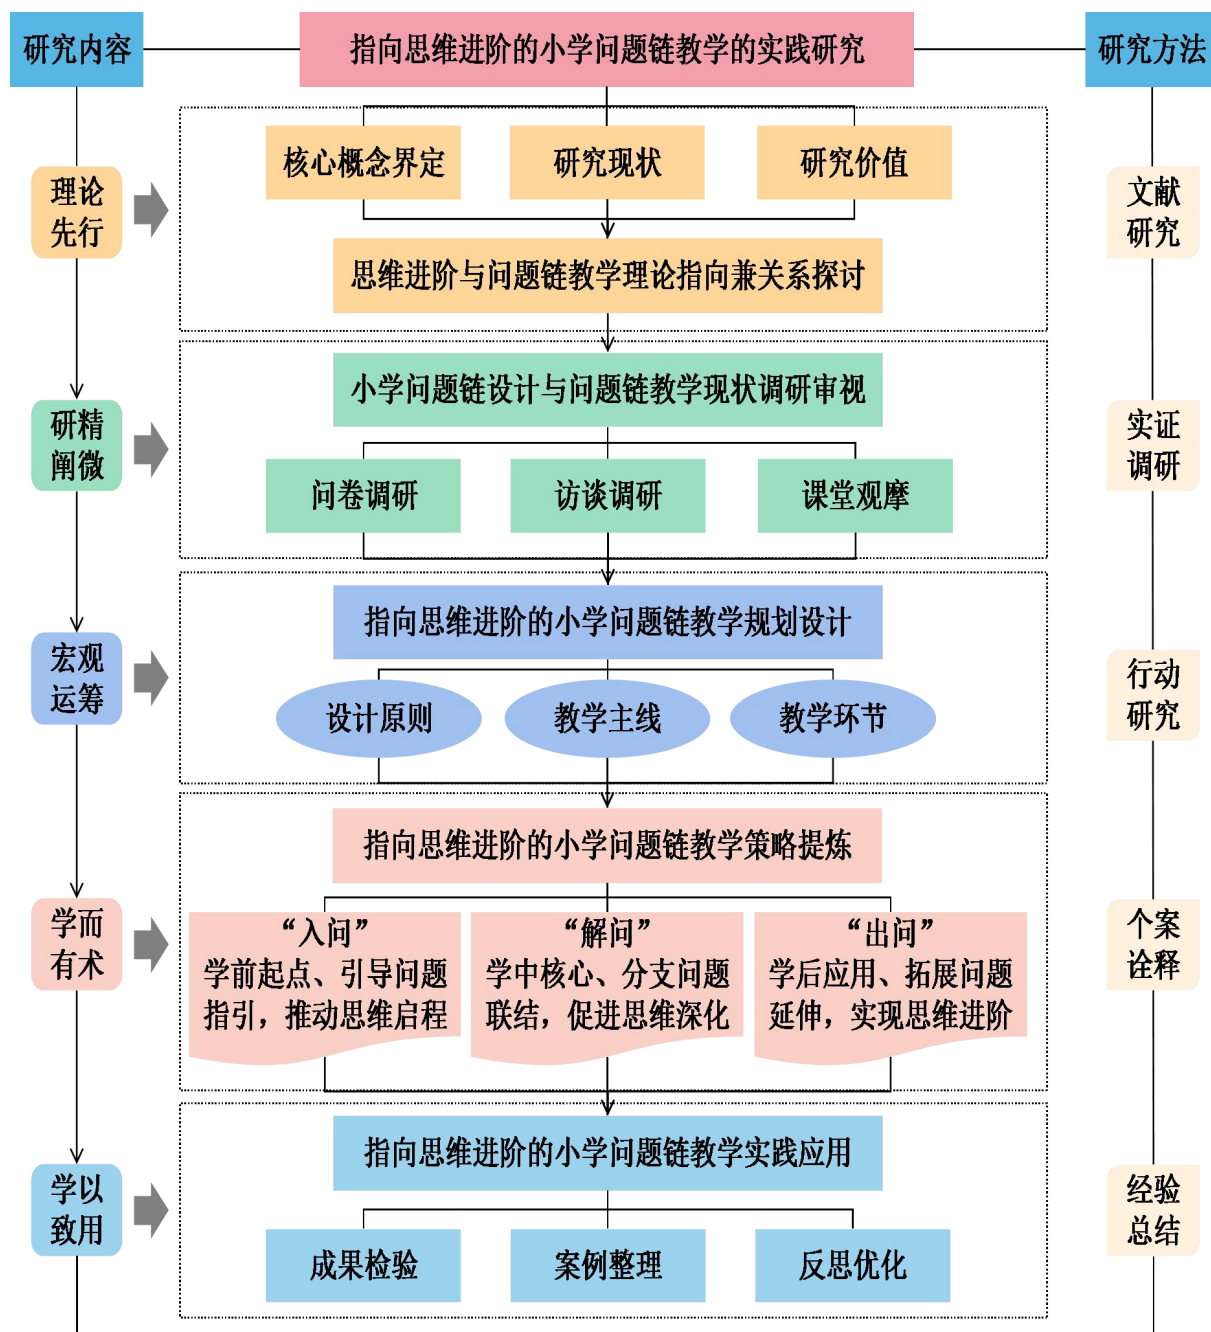 研究内容
指向思维进阶的小学问题链教学的实践研究
研究方法
理论
先行
核心概念界定
研究现状
研究价值
思维进阶与问题链教学理论指向兼关系探讨
文献
研究
研精
阐微
小学问题链设计与问题链教学现状调研审视
问卷调研
访谈调研
课堂观摩
实证
调研
宏观
运筹
指向思维进阶的小学问题链教学规划设计
设计原则
教学主线
教学环节
行动
研究
学而
有术
指向思维进阶的小学问题链教学策略提炼
“入问”
学前起点、引导问题
指引，推动思维启程
“解问”
学中核心、分支问题
联结，促进思维深化
“出问”
学后应用、拓展问题
延伸，实现思维进阶
个案
诠释
学以
致用
指向思维进阶的小学问题链教学实践应用
成果检验
案例整理
反思优化
经验
总结